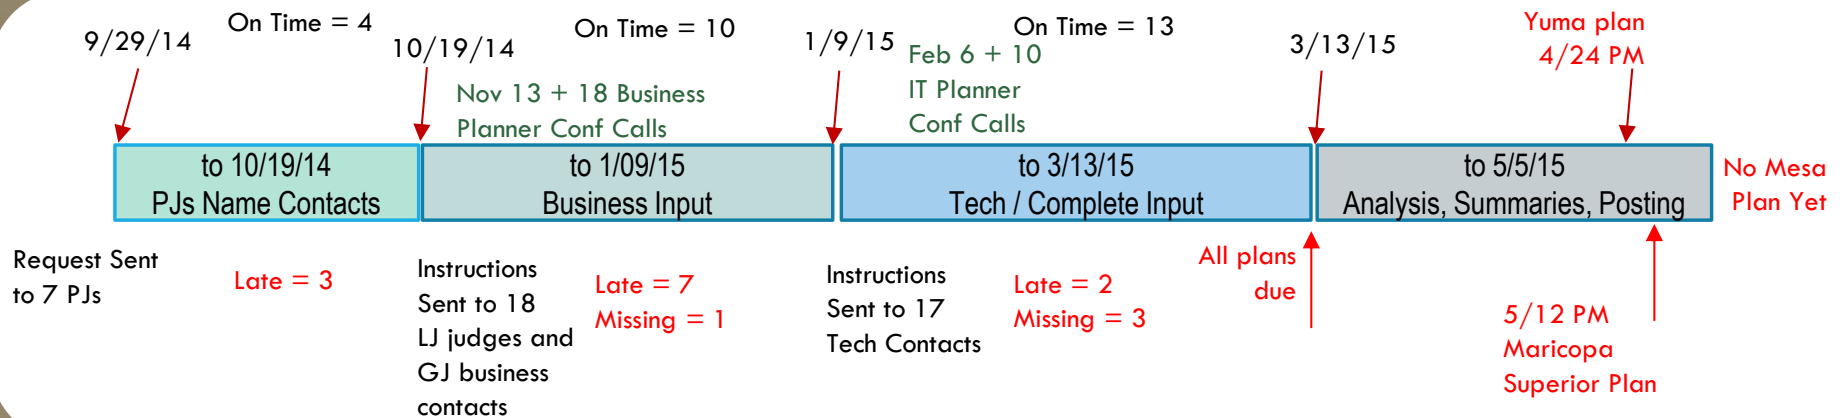 9/29/14
On Time = 4
10/19/14
On Time = 10
1/9/15
On Time = 13
3/13/15
Yuma plan
4/24 PM
Nov 13 + 18 Business
Planner Conf Calls
Feb 6 + 10
IT Planner
Conf Calls
to 10/19/14
PJs Name Contacts
to 1/09/15
Business Input
to 3/13/15
Tech / Complete Input
to 5/5/15
Analysis, Summaries, Posting
No Mesa
Plan Yet
Request Sent
to 7 PJs
Late = 3
Instructions
Sent to 18
LJ judges and
GJ business
contacts
Late = 7
Missing = 1
Instructions
Sent to 17
Tech Contacts
Late = 2
Missing = 3
All plans
due
5/12 PM
Maricopa
Superior Plan